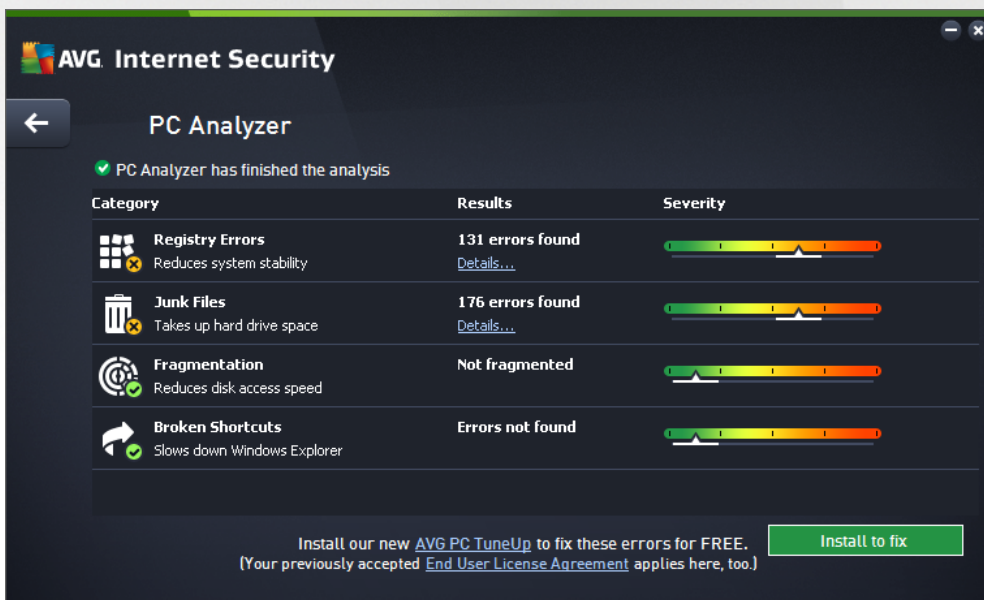 AVG Internet Security
PC Analyzer
PC Analyzer has finished the analysis
Category Results Severity
Registry Errors 131 errors found
Reduces system stability Details...
Junk Files 176 errors found
Takes up hard drive space Details...
Fragmentation Not fragmented
Reduces disk access speed
Broken Shortcuts Errors not found
Slows down Windows Explorer
Install our new AVG PC TuneUp to fix these errors for FREE. Install to fix
(Your previously accepted End User License Agreement applies here, too.)